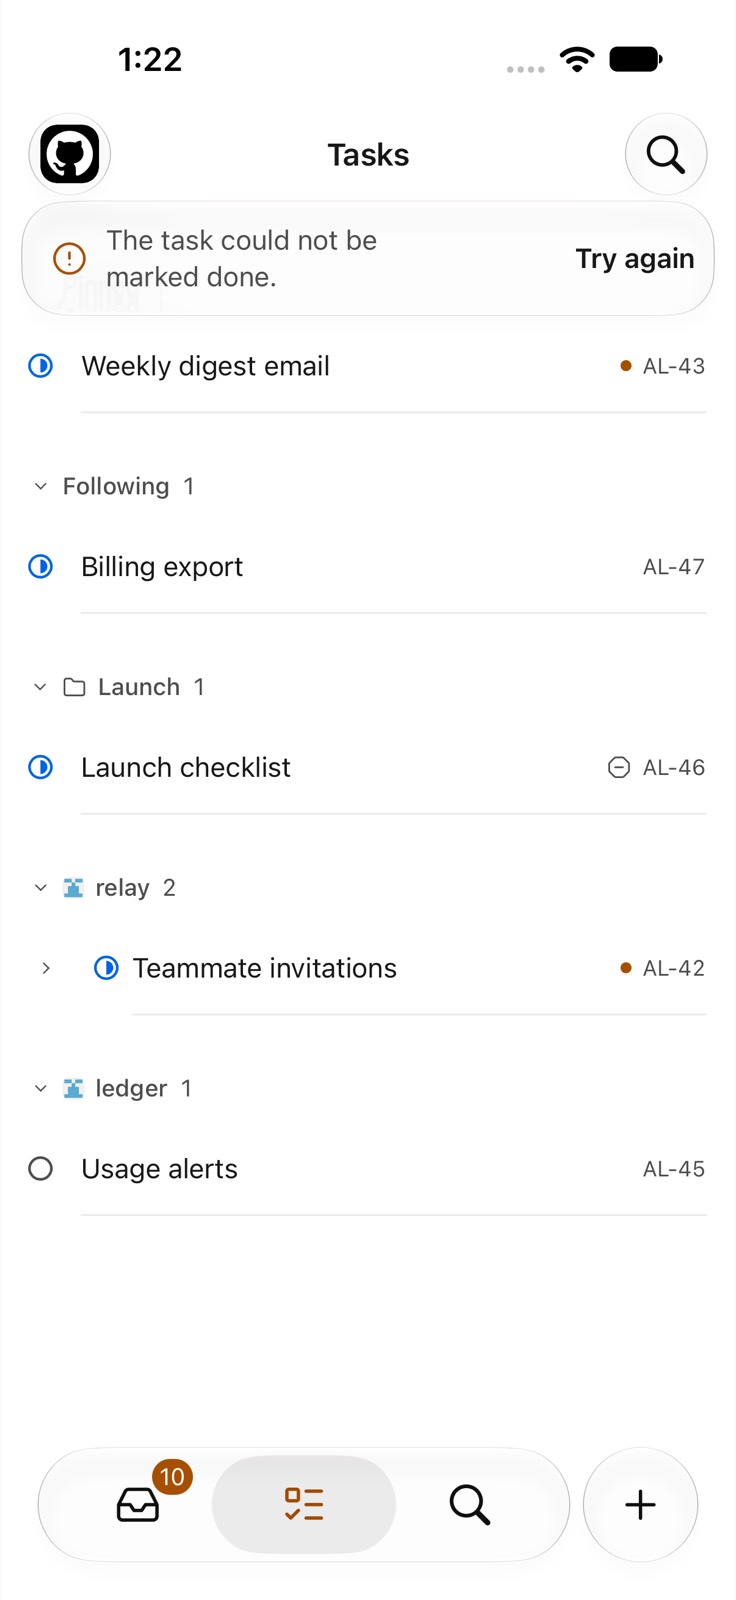 1:22
Tasks
The task could not be
marked done.
Try again
Weekly digest email
AL-43
Following 1
Billing export
AL-47
Launch 1
Launch checklist
AL-46
relay 2
Teammate invitations
AL-42
ledger 1
Usage alerts
AL-45
10